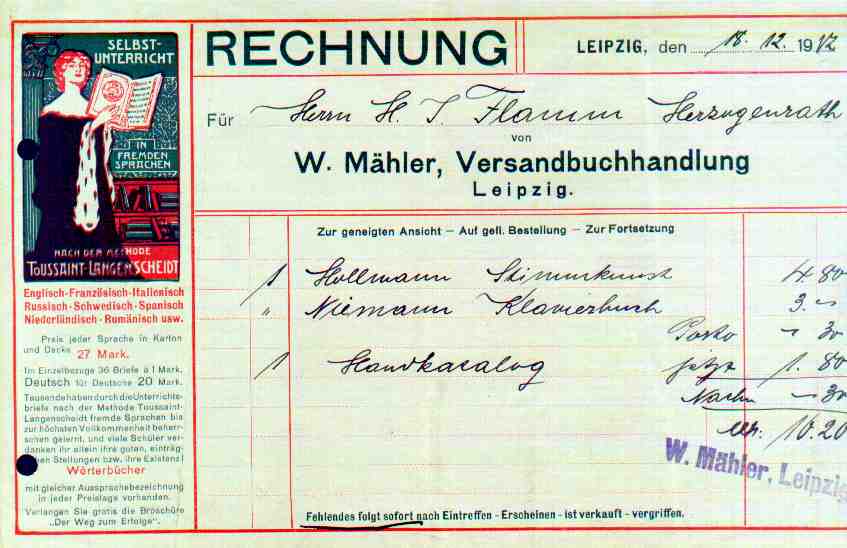 SELBST-
UNTERRICHT
IN
FREMDEN
SPRACHEN
NACH DER METHODE
TOUSSAINT-LANGENSCHEIDT
Englisch-Französisch-Italienisch
Russisch-Schwedisch-Spanisch
Niederländisch-Rumänisch usw.
Preis jeder Sprache in Karton
und Decke 27 Mark.
Im Einzelbezuge 36 Briefe à 1 Mark.
Deutsch für Deutsche 20 Mark.
Tausende haben durch die Unterrichts-
briefe nach der Methode Toussaint-
Langenscheidt fremde Sprachen bis
zur höchsten Vollkommenheit beherr-
schen gelernt, und viele Schüler ver-
danken ihr allein ihre guten, einträg-
en Stellungen bzw. ihre Existenz!
Wörterbücher
mit gleicher Aussprachebezeichnung
in jeder Preislage vorhanden.
Verlangen Sie gratis die Broschüre
„Der Weg zum Erfolge".
RECHNUNG
LEIPZIG, den 18. 12. 1912
Für Herrn H. J. Flamm Herzogenrath
von
W. Mähler, Versandbuchhandlung
Leipzig.
Zur geneigten Ansicht – Auf gefl. Bestellung – Zur Fortsetzung
1 Hollmann Stimmkunst 4.80
" Niemann Klavierbuch 3.–
Porto – 30
1 Handkatalog jetzt 1.80
Nachn – 30
Mk. 10.20
W. Mähler, Leipzig
Fehlendes folgt sofort nach Eintreffen - Erscheinen - ist verkauft - vergriffen.